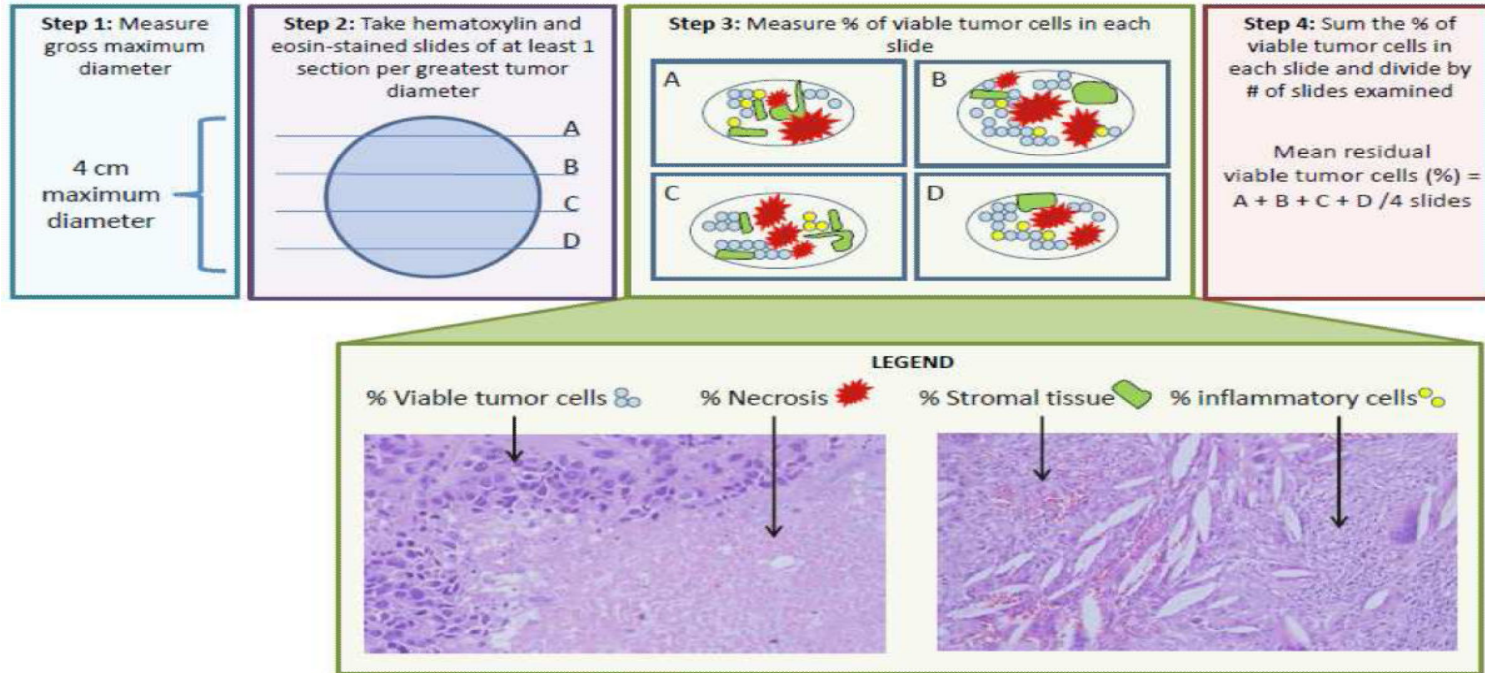 Step 1: Measure
gross maximum
diameter
4 cm
maximum
diameter
Step 2: Take hematoxylin and
eosin-stained slides of at least 1
section per greatest tumor
diameter
A
B
C
D
Step 3: Measure % of viable tumor cells in each
slide
A
B
C
D
Step 4: Sum the % of
viable tumor cells in
each slide and divide by
# of slides examined
Mean residual
viable tumor cells (%) =
A + B + C + D /4 slides
LEGEND
% Viable tumor cells
% Necrosis
% Stromal tissue
% inflammatory cells